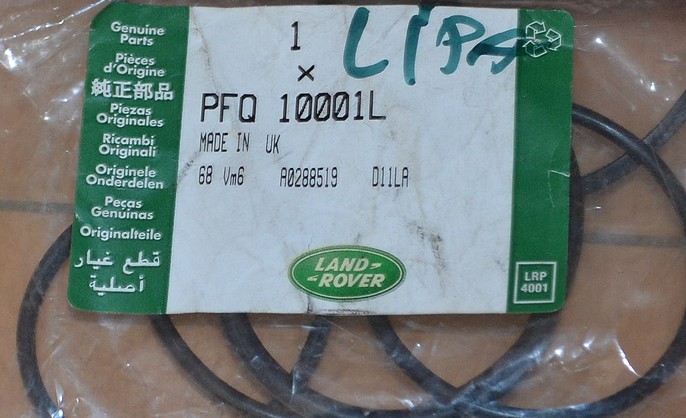 Genuine
Parts
Pièces
d'Origine
純正部品
Piezas
Originales
Ricambi
Originali
Originele
Onderdelen
Peças
Genuinas
Originalteile
قطع غيار
أصلية
1
x
PFQ 10001L
MADE IN UK
68 Vm6 A0288519 D11LA
LAND
ROVER
LRP
4001